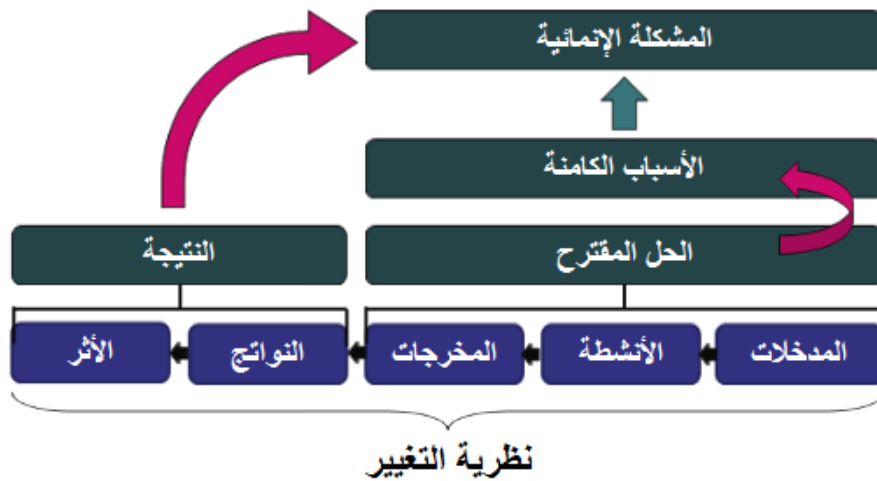 المشكلة الإنمائية
الأسباب الكامنة
الحل المقترح
النتيجة
المدخلات
الأنشطة
المخرجات
النواتج
الأثر
نظرية التغيير